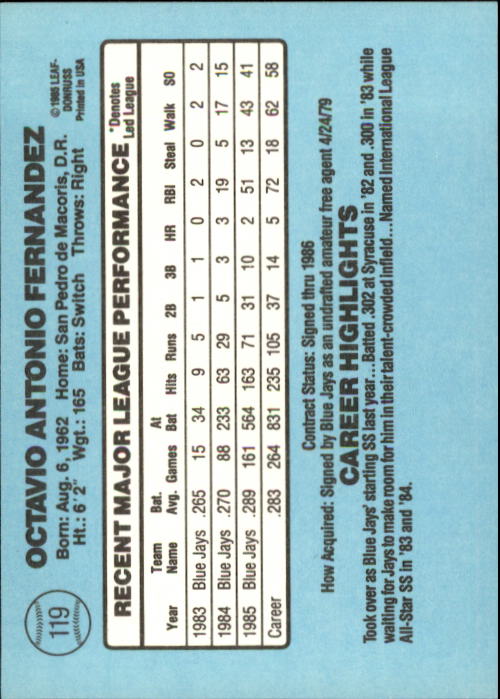 119
OCTAVIO ANTONIO FERNANDEZ
© 1985 LEAF-
DONRUSS
Printed in USA
Born: Aug. 6, 1962 Home: San Pedro de Macoris, D.R.
Ht.: 6'2" Wgt.: 165 Bats: Switch Throws: Right
RECENT MAJOR LEAGUE PERFORMANCE
*Denotes
Led League
Year Team Name Bat. Avg. Games At Bat Hits Runs 2B 3B HR RBI Steal Walk SO
1983 Blue Jays .265 15 34 9 5 1 1 0 2 0 2 2
1984 Blue Jays .270 88 233 63 29 5 3 3 19 5 17 15
1985 Blue Jays .289 161 564 163 71 31 10 2 51 13 43 41
Career .283 264 831 235 105 37 14 5 72 18 62 58
Contract Status: Signed thru 1986
How Acquired: Signed by Blue Jays as an undrafted amateur free agent 4/24/79
CAREER HIGHLIGHTS
Took over as Blue Jays' starting SS last year...Batted .302 at Syracuse in '82 and .300 in '83 while
waiting for Jays to make room for him in their talent-crowded infield...Named International League
All-Star SS in '83 and '84.